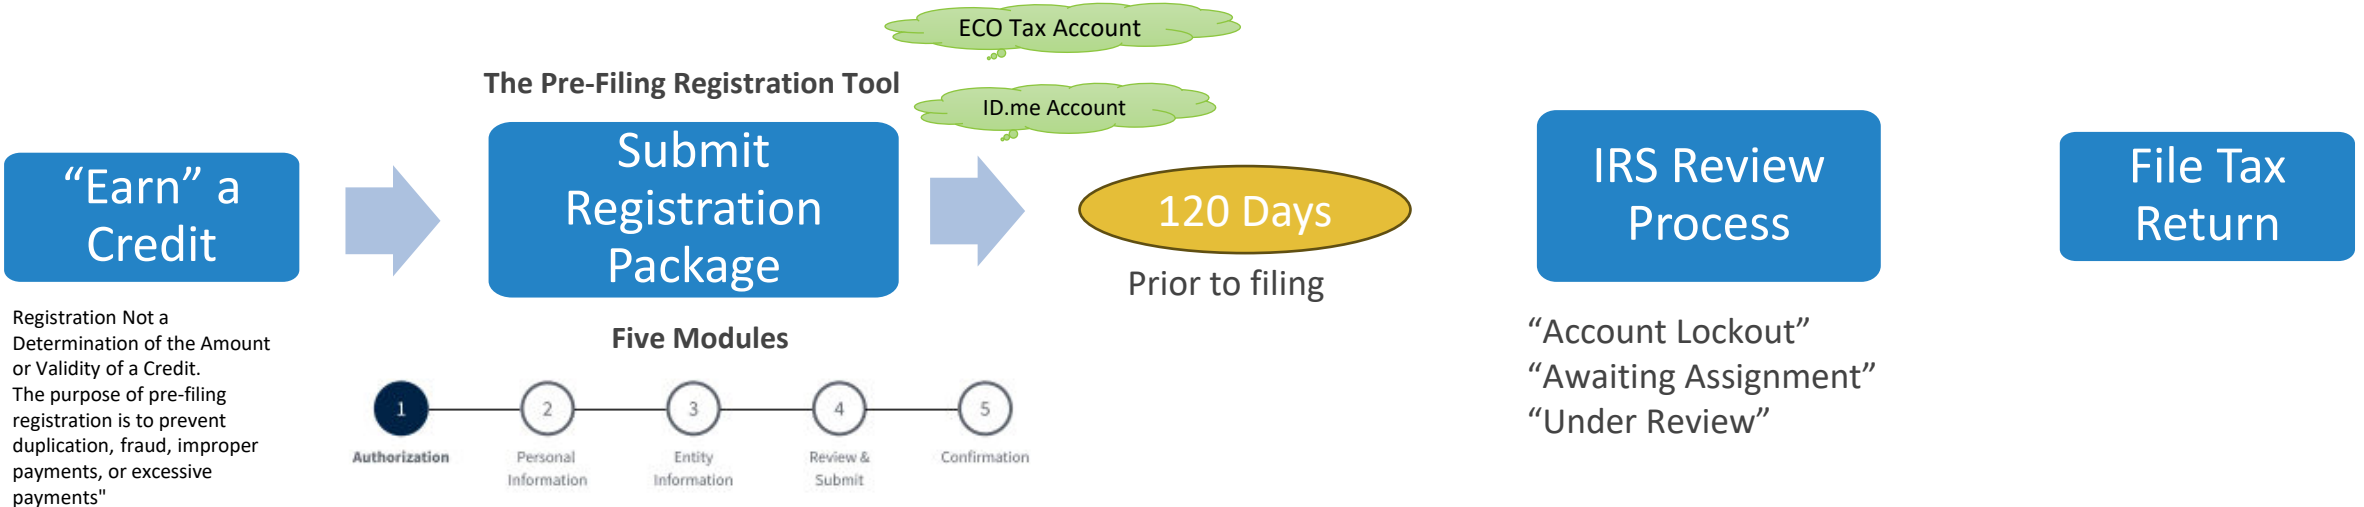 ECO Tax Account
The Pre-Filing Registration Tool
ID.me Account
“Earn” a
Credit
Submit
Registration
Package
120 Days
Prior to filing
IRS Review
Process
File Tax
Return
Registration Not a
Determination of the Amount
or Validity of a Credit.
The purpose of pre-filing
registration is to prevent
duplication, fraud, improper
payments, or excessive
payments"
Five Modules
1
Authorization
2
Personal
Information
3
Entity
Information
4
Review &
Submit
5
Confirmation
“Account Lockout”
“Awaiting Assignment”
“Under Review”